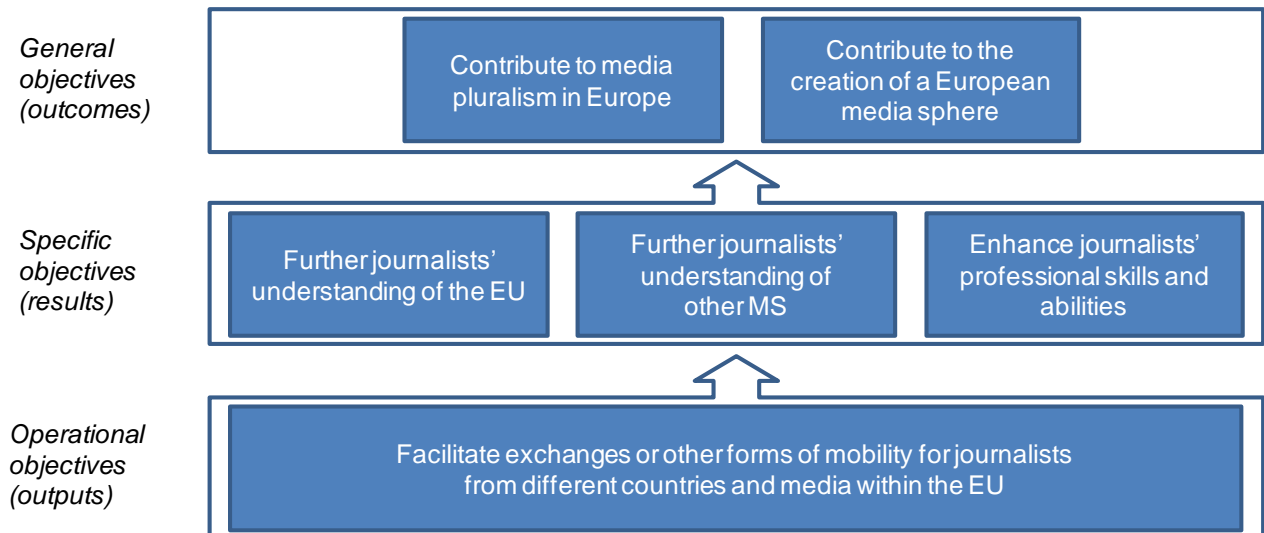 General
objectives
(outcomes)
Contribute to media
pluralism in Europe
Contribute to the
creation of a European
media sphere
Specific
objectives
(results)
Further journalists’
understanding of the EU
Further journalists’
understanding of
other MS
Enhance journalists’
professional skills and
abilities
Operational
objectives
(outputs)
Facilitate exchanges or other forms of mobility for journalists
from different countries and media within the EU